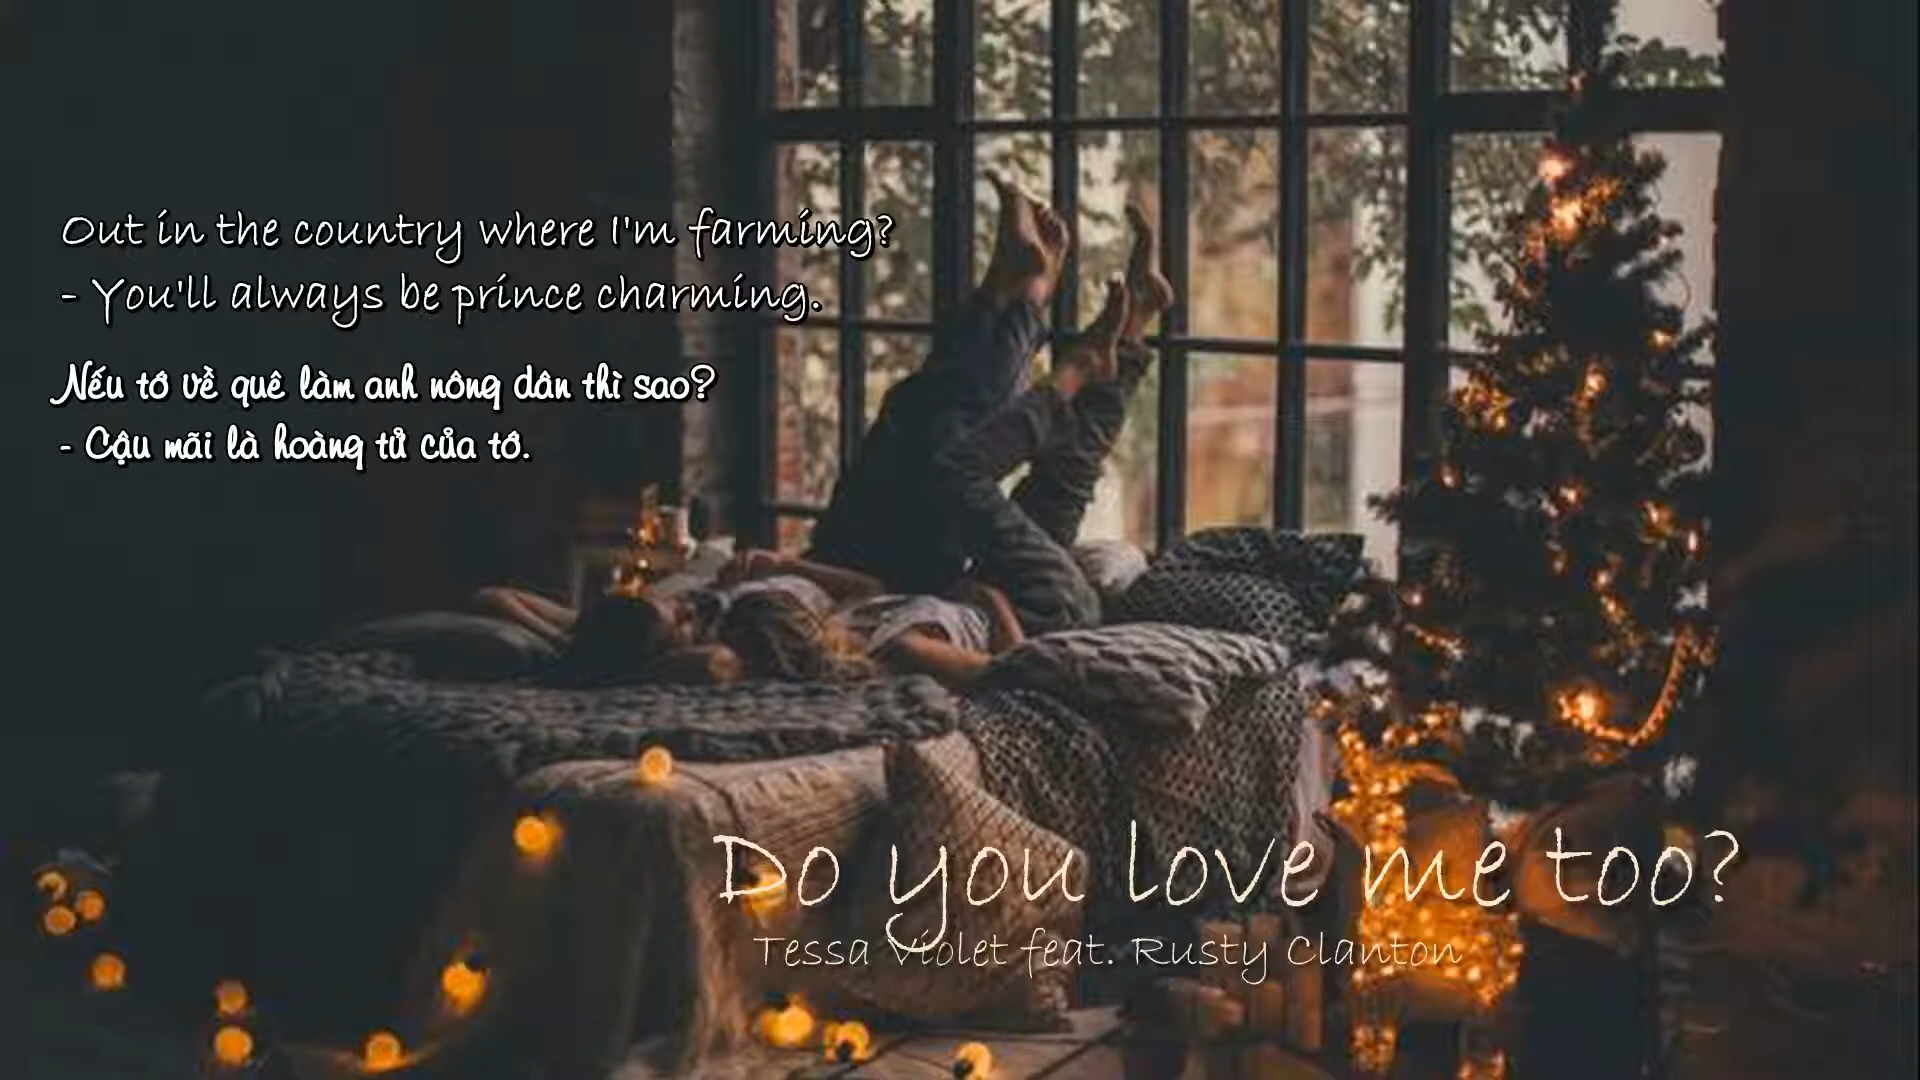 Out in the country where I'm farming?
- You'll always be prince charming.
Nếu tớ về quê làm anh nông dân thì sao?
- Cậu mãi là hoàng tử của tớ.
Do you love me too?
Tessa Violet feat. Rusty Clanton